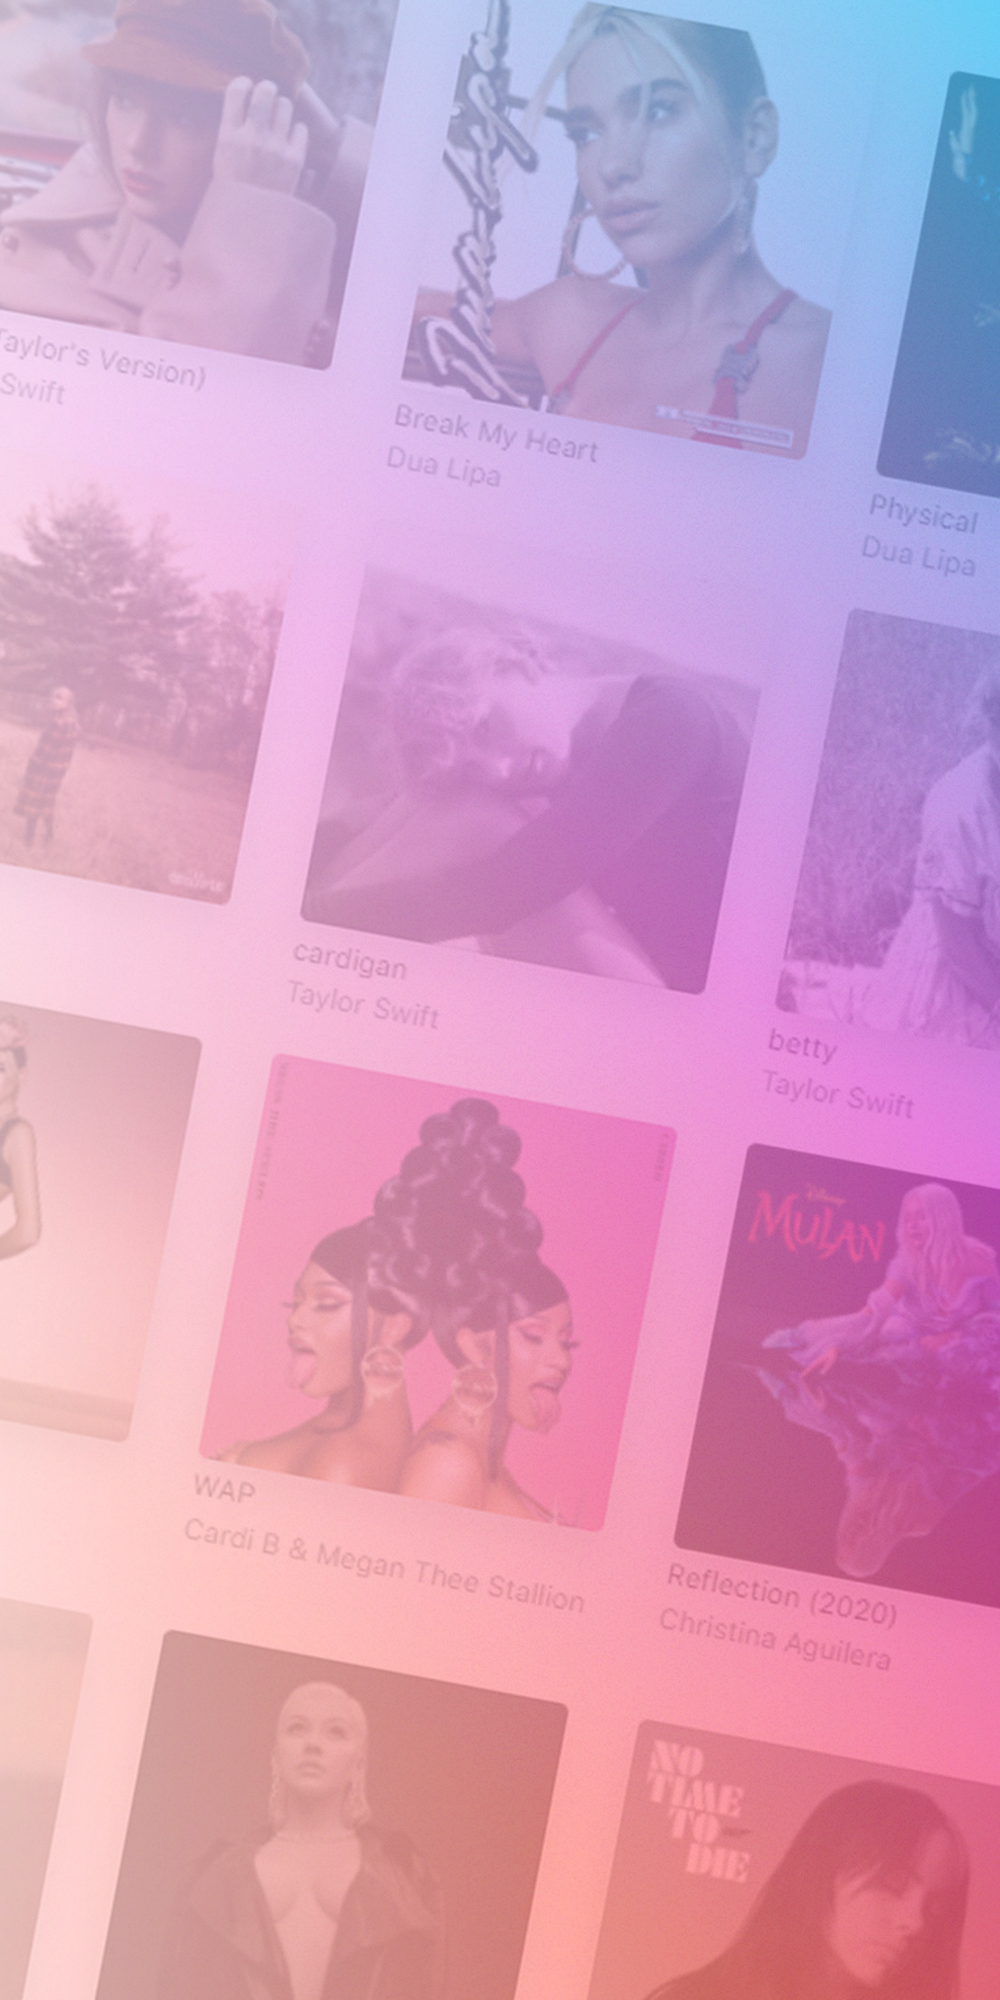 Taylor's Version)
Swift
Break My Heart
Dua Lipa
Physical
Dua Lipa
cardigan
Taylor Swift
betty
Taylor Swift
Disney
MULAN
WAP
Cardi B & Megan Thee Stallion
Reflection (2020)
Christina Aguilera
NO
TIME
TO
DIE